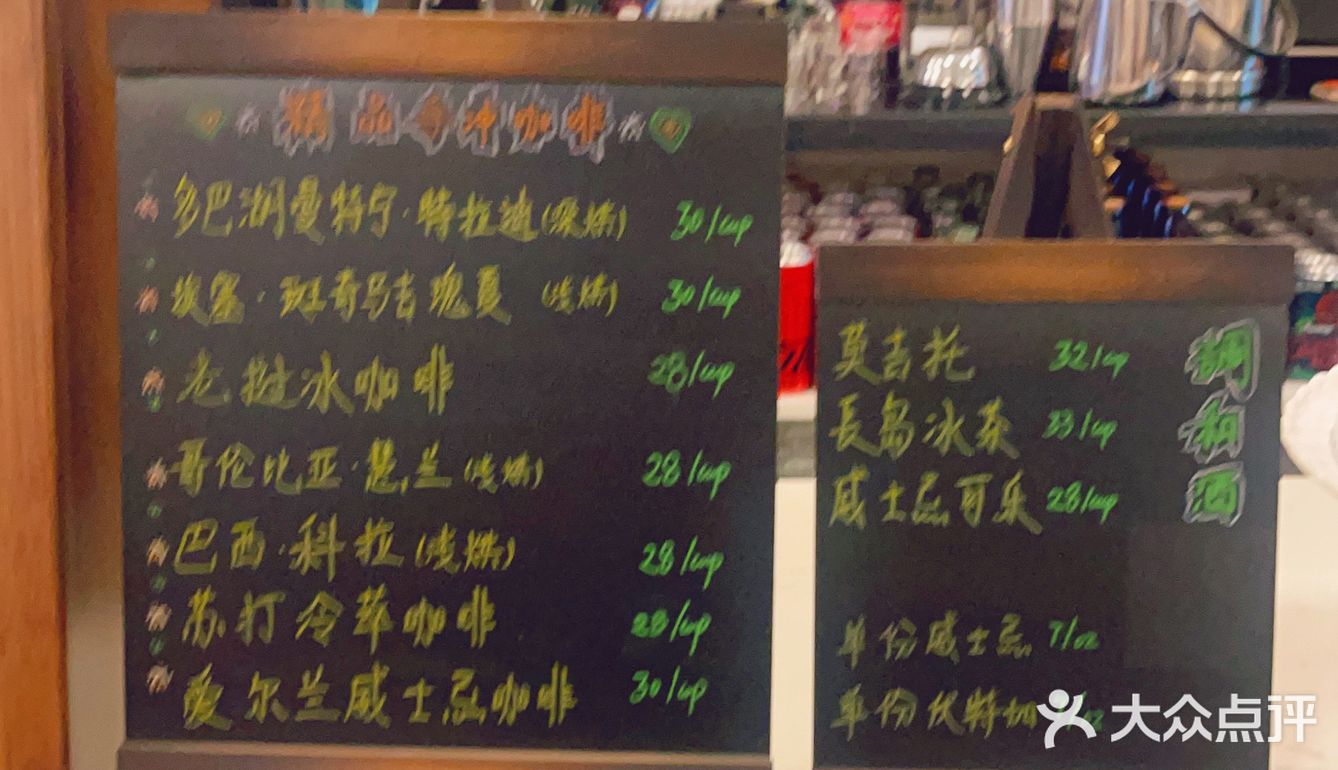 精品手冲咖啡
多巴湖曼特宁·特拉迪(深烘) 30/cup
埃塞·班奇马吉瑰夏 (浅烘) 30/cup
老挝冰咖啡 28/cup
哥伦比亚·慧兰(浅烘) 28/cup
巴西·科拉(浅烘) 28/cup
苏打冷萃咖啡 28/cup
爱尔兰威士忌咖啡 30/cup
调和酒
莫吉托 32/cup
長岛冰茶 33/cup
威士忌可乐 28/cup
单份威士忌 7/oz
单份伏特加
大众点评